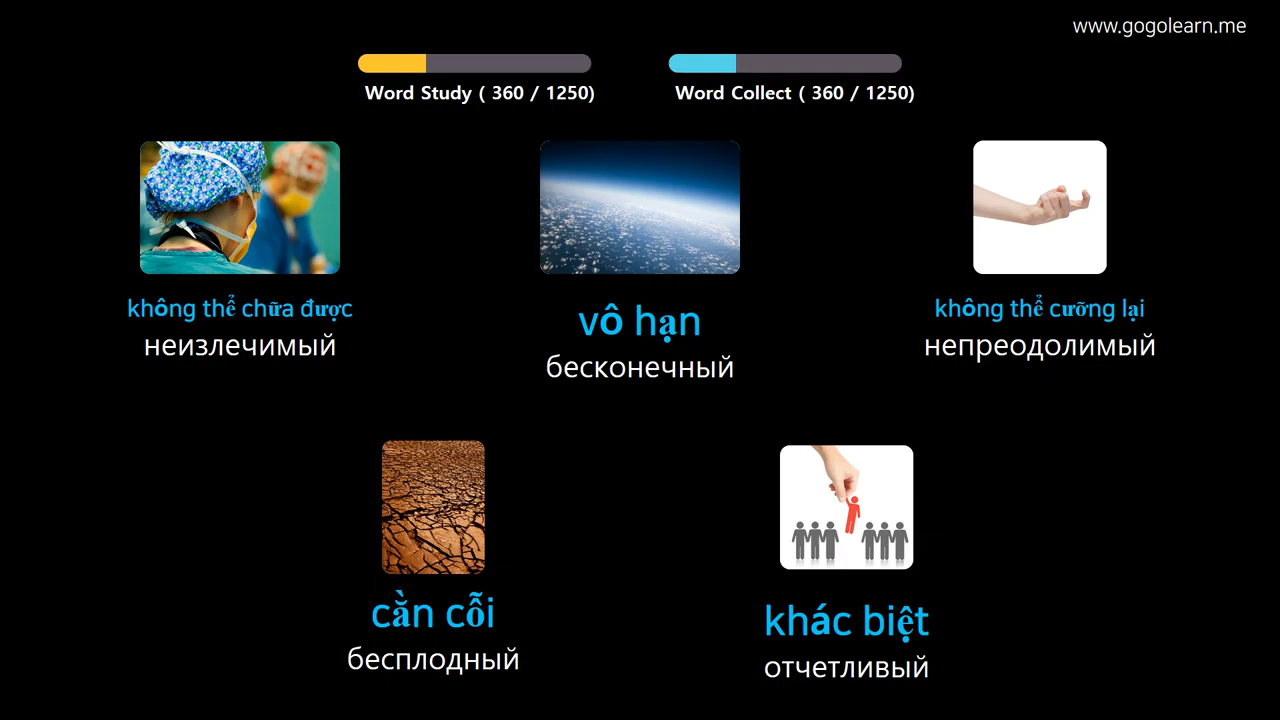 www.gogolearn.me
Word Study ( 360 / 1250)
Word Collect ( 360 / 1250)
không thể chữa được
неизлечимый
vô hạn
бесконечный
không thể cưỡng lại
непреодолимый
cằn cỗi
бесплодный
khác biệt
отчетливый